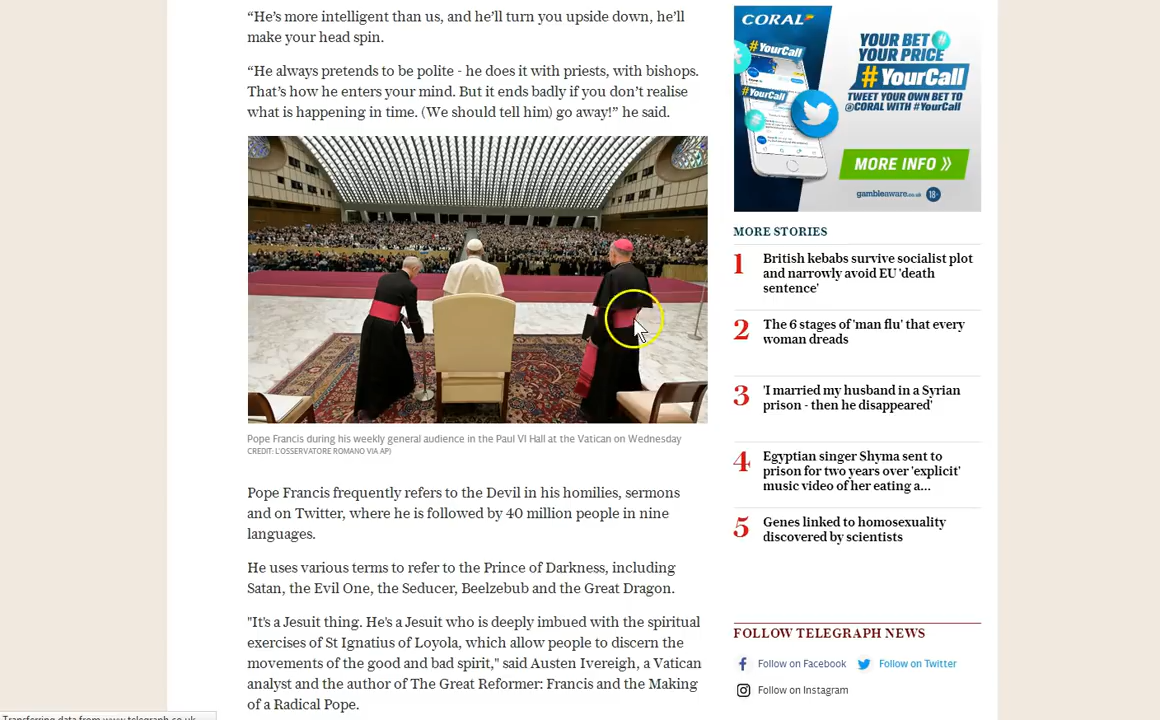 “He’s more intelligent than us, and he’ll turn you upside down, he’ll
make your head spin.
“He always pretends to be polite - he does it with priests, with bishops.
That’s how he enters your mind. But it ends badly if you don’t realise
what is happening in time. (We should tell him) go away!” he said.
Pope Francis during his weekly general audience in the Paul VI Hall at the Vatican on Wednesday
CREDIT: L'OSSERVATORE ROMANO VIA AP)
Pope Francis frequently refers to the Devil in his homilies, sermons
and on Twitter, where he is followed by 40 million people in nine
languages.
He uses various terms to refer to the Prince of Darkness, including
Satan, the Evil One, the Seducer, Beelzebub and the Great Dragon.
"It's a Jesuit thing. He's a Jesuit who is deeply imbued with the spiritual
exercises of St Ignatius of Loyola, which allow people to discern the
movements of the good and bad spirit," said Austen Ivereigh, a Vatican
analyst and the author of The Great Reformer: Francis and the Making
of a Radical Pope.
CORAL
#YourCall
#YourCall
YOUR BET
YOUR PRICE
#YourCall
TWEET YOUR OWN BET TO
@CORAL WITH #YourCall
MORE INFO »
gambleaware.co.uk 18+
MORE STORIES
1 British kebabs survive socialist plot
and narrowly avoid EU 'death
sentence'
2 The 6 stages of 'man flu' that every
woman dreads
3 'I married my husband in a Syrian
prison - then he disappeared'
4 Egyptian singer Shyma sent to
prison for two years over 'explicit'
music video of her eating a...
5 Genes linked to homosexuality
discovered by scientists
FOLLOW TELEGRAPH NEWS
Follow on Facebook Follow on Twitter
Follow on Instagram
Transferring data from www.telegraph.co.uk